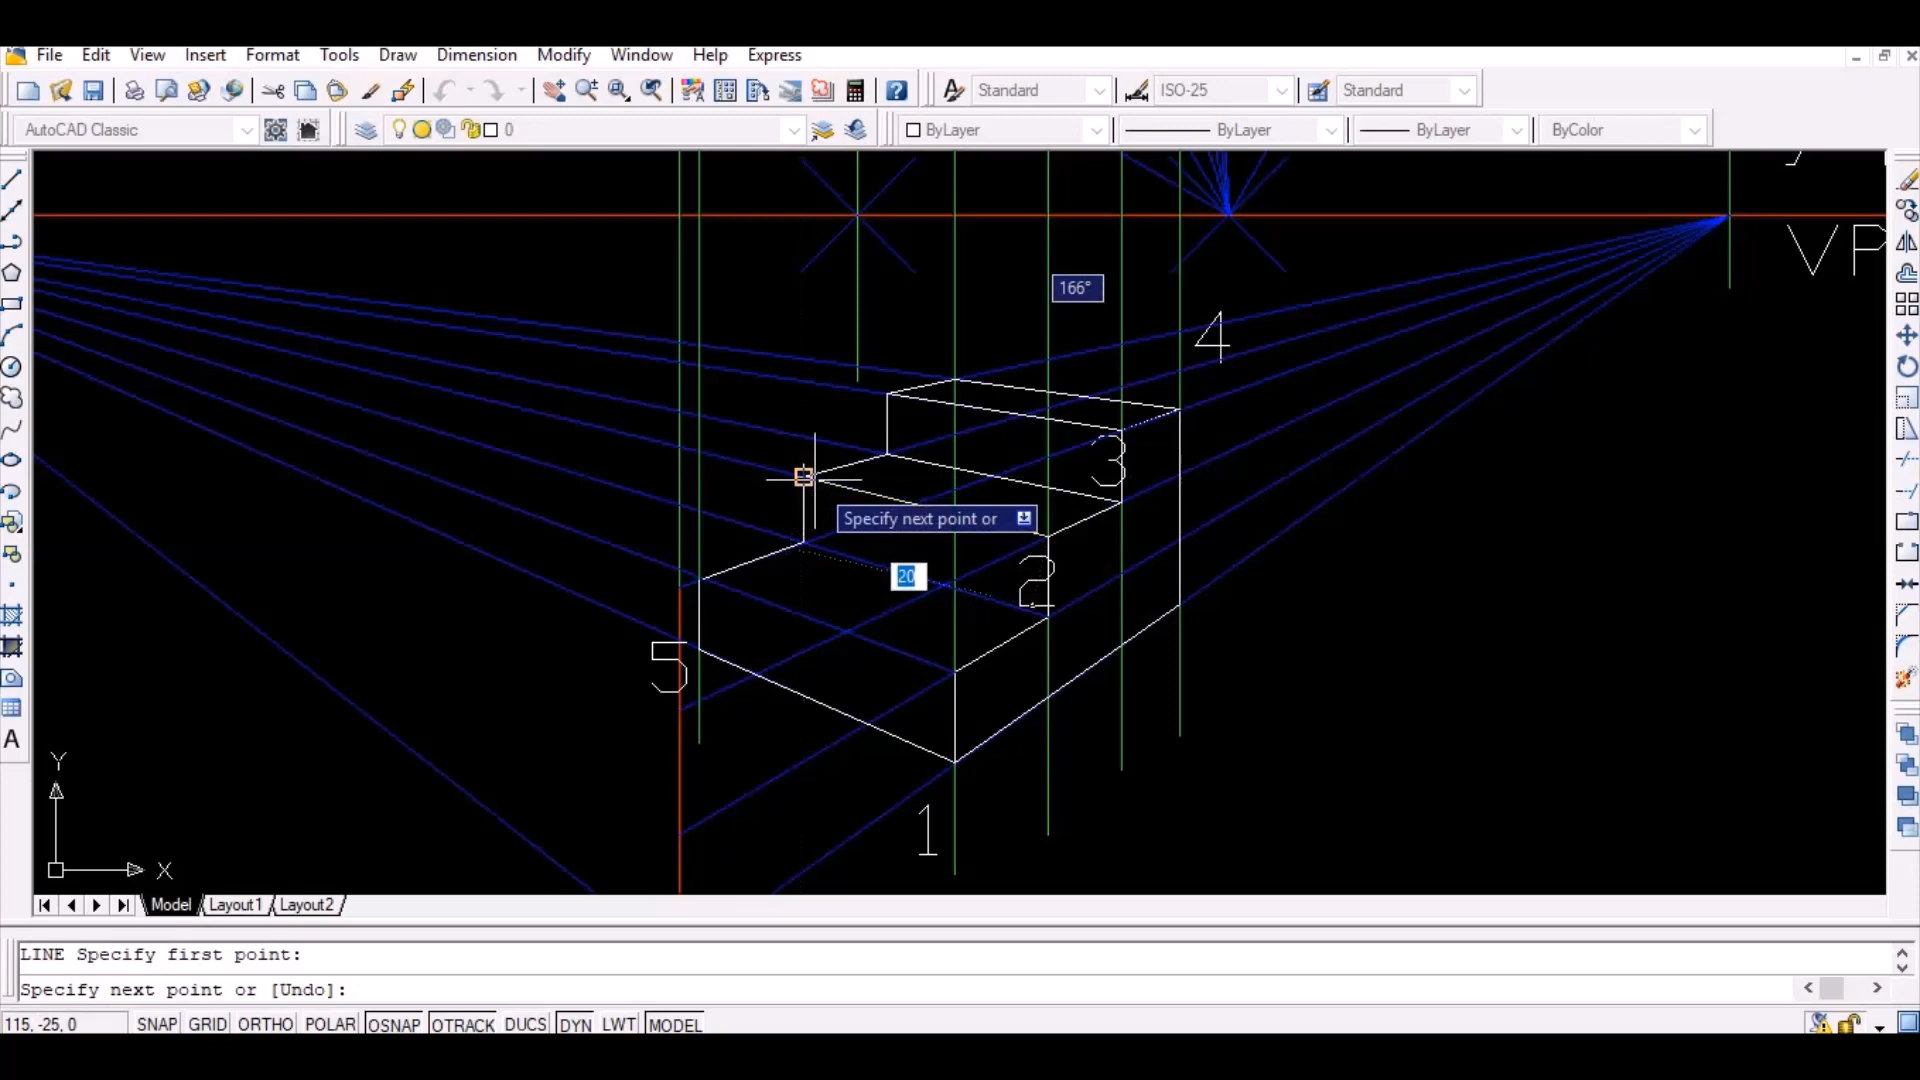 File Edit View Insert Format Tools Draw Dimension Modify Window Help Express
Standard ISO-25 Standard
AutoCAD Classic 0 ByLayer ByLayer ByLayer ByColor
VP
166°
4
3
Specify next point or
20
2
5
1
Y
X
A
Model Layout1 Layout2
LINE Specify first point:
Specify next point or [Undo]:
115, -25, 0 SNAP GRID ORTHO POLAR OSNAP OTRACK DUCS DYN LWT MODEL